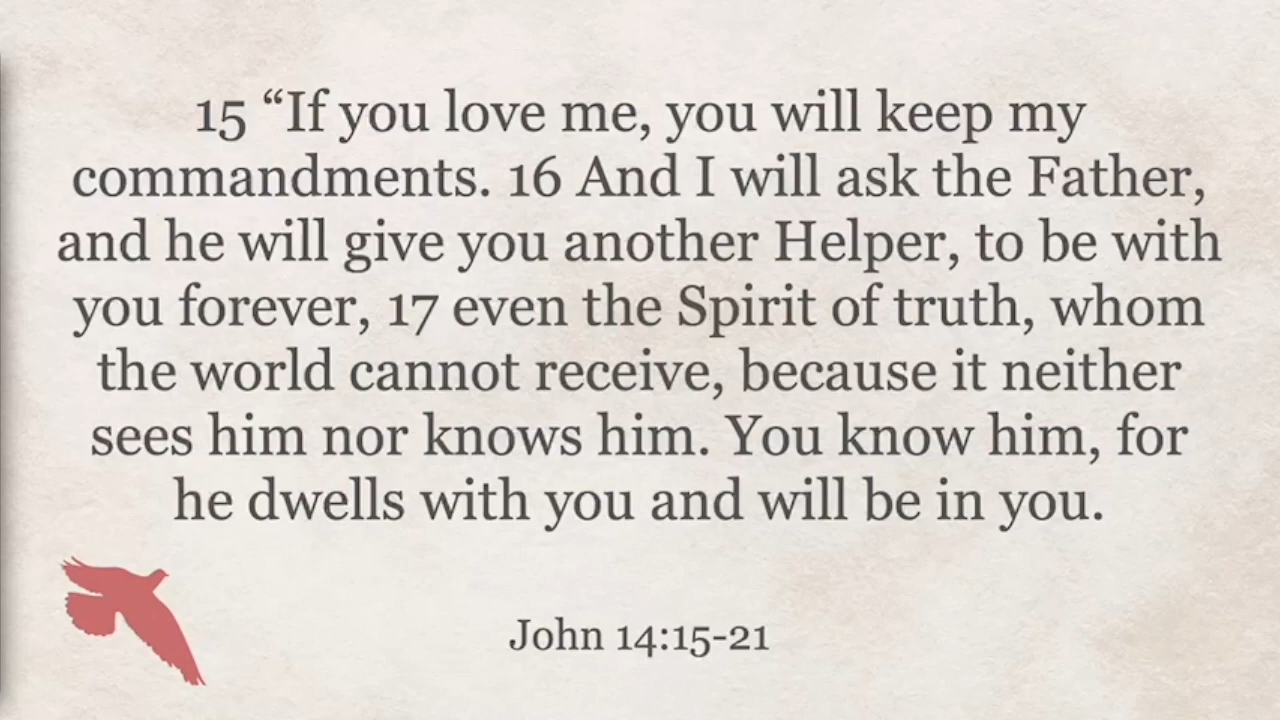 15 “If you love me, you will keep my
commandments. 16 And I will ask the Father,
and he will give you another Helper, to be with
you forever, 17 even the Spirit of truth, whom
the world cannot receive, because it neither
sees him nor knows him. You know him, for
he dwells with you and will be in you.
John 14:15-21